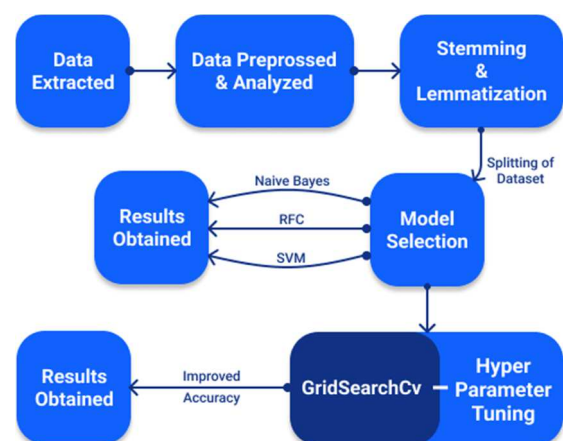 Data
Extracted
Data Preprossed
& Analyzed
Stemming
&
Lemmatization
Splitting of
Dataset
Naive Bayes
RFC
SVM
Results
Obtained
Model
Selection
Results
Obtained
Improved
Accuracy
GridSearchCv
Hyper
Parameter
Tuning